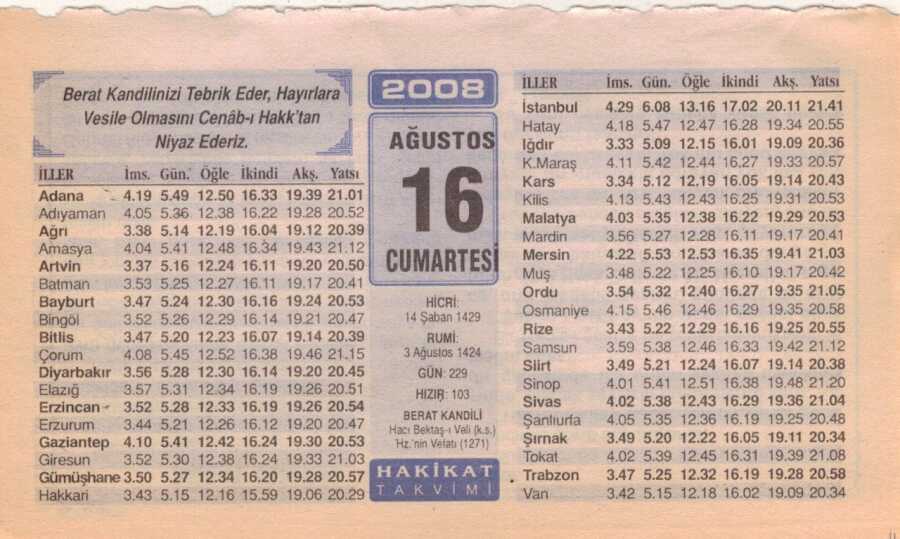 Berat Kandilinizi Tebrik Eder, Hayırlara
Vesile Olmasını Cenâb-ı Hakk'tan
Niyaz Ederiz.
İLLER İms. Gün. Öğle İkindi Akş. Yatsı
Adana 4.19 5.49 12.50 16.33 19.39 21.01
Adıyaman 4.05 5.36 12.38 16.22 19.28 20.52
Ağrı 3.38 5.14 12.19 16.04 19.12 20.39
Amasya 4.04 5.41 12.48 16.34 19.43 21.12
Artvin 3.37 5.16 12.24 16.11 19.20 20.50
Batman 3.53 5.25 12.27 16.11 19.17 20.41
Bayburt 3.47 5.24 12.30 16.16 19.24 20.53
Bingöl 3.52 5.26 12.29 16.14 19.21 20.47
Bitlis 3.47 5.20 12.23 16.07 19.14 20.39
Çorum 4.08 5.45 12.52 16.38 19.46 21.15
Diyarbakır 3.56 5.28 12.30 16.14 19.20 20.45
Elazığ 3.57 5.31 12.34 16.19 19.26 20.51
Erzincan 3.52 5.28 12.33 16.19 19.26 20.54
Erzurum 3.44 5.21 12.26 16.12 19.20 20.47
Gaziantep 4.10 5.41 12.42 16.24 19.30 20.53
Giresun 3.52 5.30 12.38 16.24 19.33 21.03
Gümüşhane 3.50 5.27 12.34 16.20 19.28 20.57
Hakkari 3.43 5.15 12.16 15.59 19.06 20.29
2008
AĞUSTOS
16
CUMARTESİ
HİCRİ:
14 Şaban 1429
RUMİ:
3 Ağustos 1424
GÜN: 229
HIZIR: 103
BERAT KANDİLİ
Hacı Bektaş-ı Veli (k.s.)
Hz.'nin Vefatı (1271)
HAKİKAT
TAKVİMİ
İLLER İms. Gün. Öğle İkindi Akş. Yatsı
İstanbul 4.29 6.08 13.16 17.02 20.11 21.41
Hatay 4.18 5.47 12.47 16.28 19.34 20.55
Iğdır 3.33 5.09 12.15 16.01 19.09 20.36
K.Maraş 4.11 5.42 12.44 16.27 19.33 20.57
Kars 3.34 5.12 12.19 16.05 19.14 20.43
Kilis 4.13 5.43 12.43 16.25 19.31 20.53
Malatya 4.03 5.35 12.38 16.22 19.29 20.53
Mardin 3.56 5.27 12.28 16.11 19.17 20.41
Mersin 4.22 5.53 12.53 16.35 19.41 21.03
Muş 3.48 5.22 12.25 16.10 19.17 20.42
Ordu 3.54 5.32 12.40 16.27 19.35 21.05
Osmaniye 4.15 5.46 12.46 16.29 19.35 20.58
Rize 3.43 5.22 12.29 16.16 19.25 20.55
Samsun 3.59 5.38 12.46 16.33 19.42 21.12
Siirt 3.49 5.21 12.24 16.07 19.14 20.38
Sinop 4.01 5.41 12.51 16.38 19.48 21.20
Sivas 4.02 5.38 12.43 16.29 19.36 21.04
Şanlıurfa 4.05 5.35 12.36 16.19 19.25 20.48
Şırnak 3.49 5.20 12.22 16.05 19.11 20.34
Tokat 4.02 5.39 12.45 16.31 19.39 21.08
Trabzon 3.47 5.25 12.32 16.19 19.28 20.58
Van 3.42 5.15 12.18 16.02 19.09 20.34